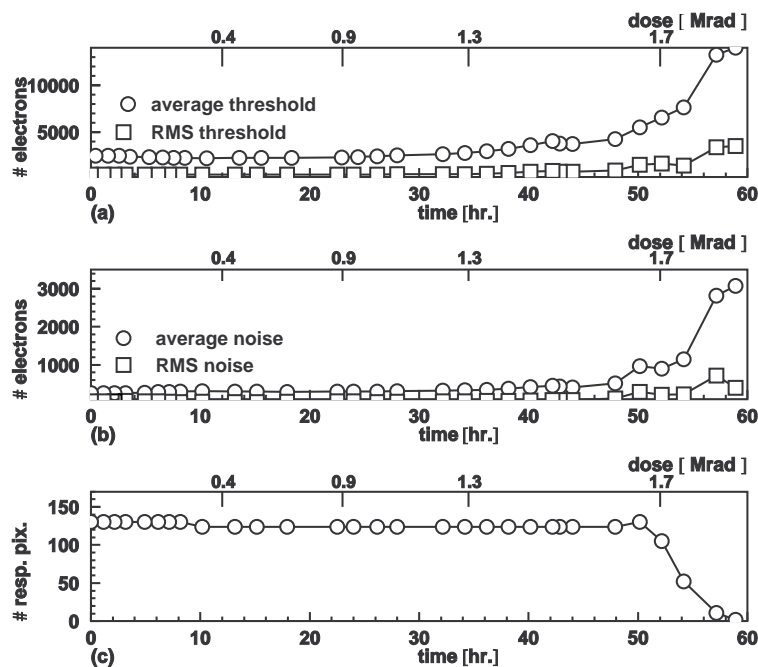 dose [ Mrad
0.4 0.9 1.3 1.7
# electrons
10000
5000
average threshold
RMS threshold
0 10 20 30 40 50 60
(a) time [hr.]
dose [ Mrad
0.4 0.9 1.3 1.7
# electrons
3000
2000
1000
average noise
RMS noise
0 10 20 30 40 50 60
(b) time [hr.]
dose [ Mrad
0.4 0.9 1.3 1.7
# resp. pix.
150
100
50
0
0 10 20 30 40 50 60
(c) time [hr.]